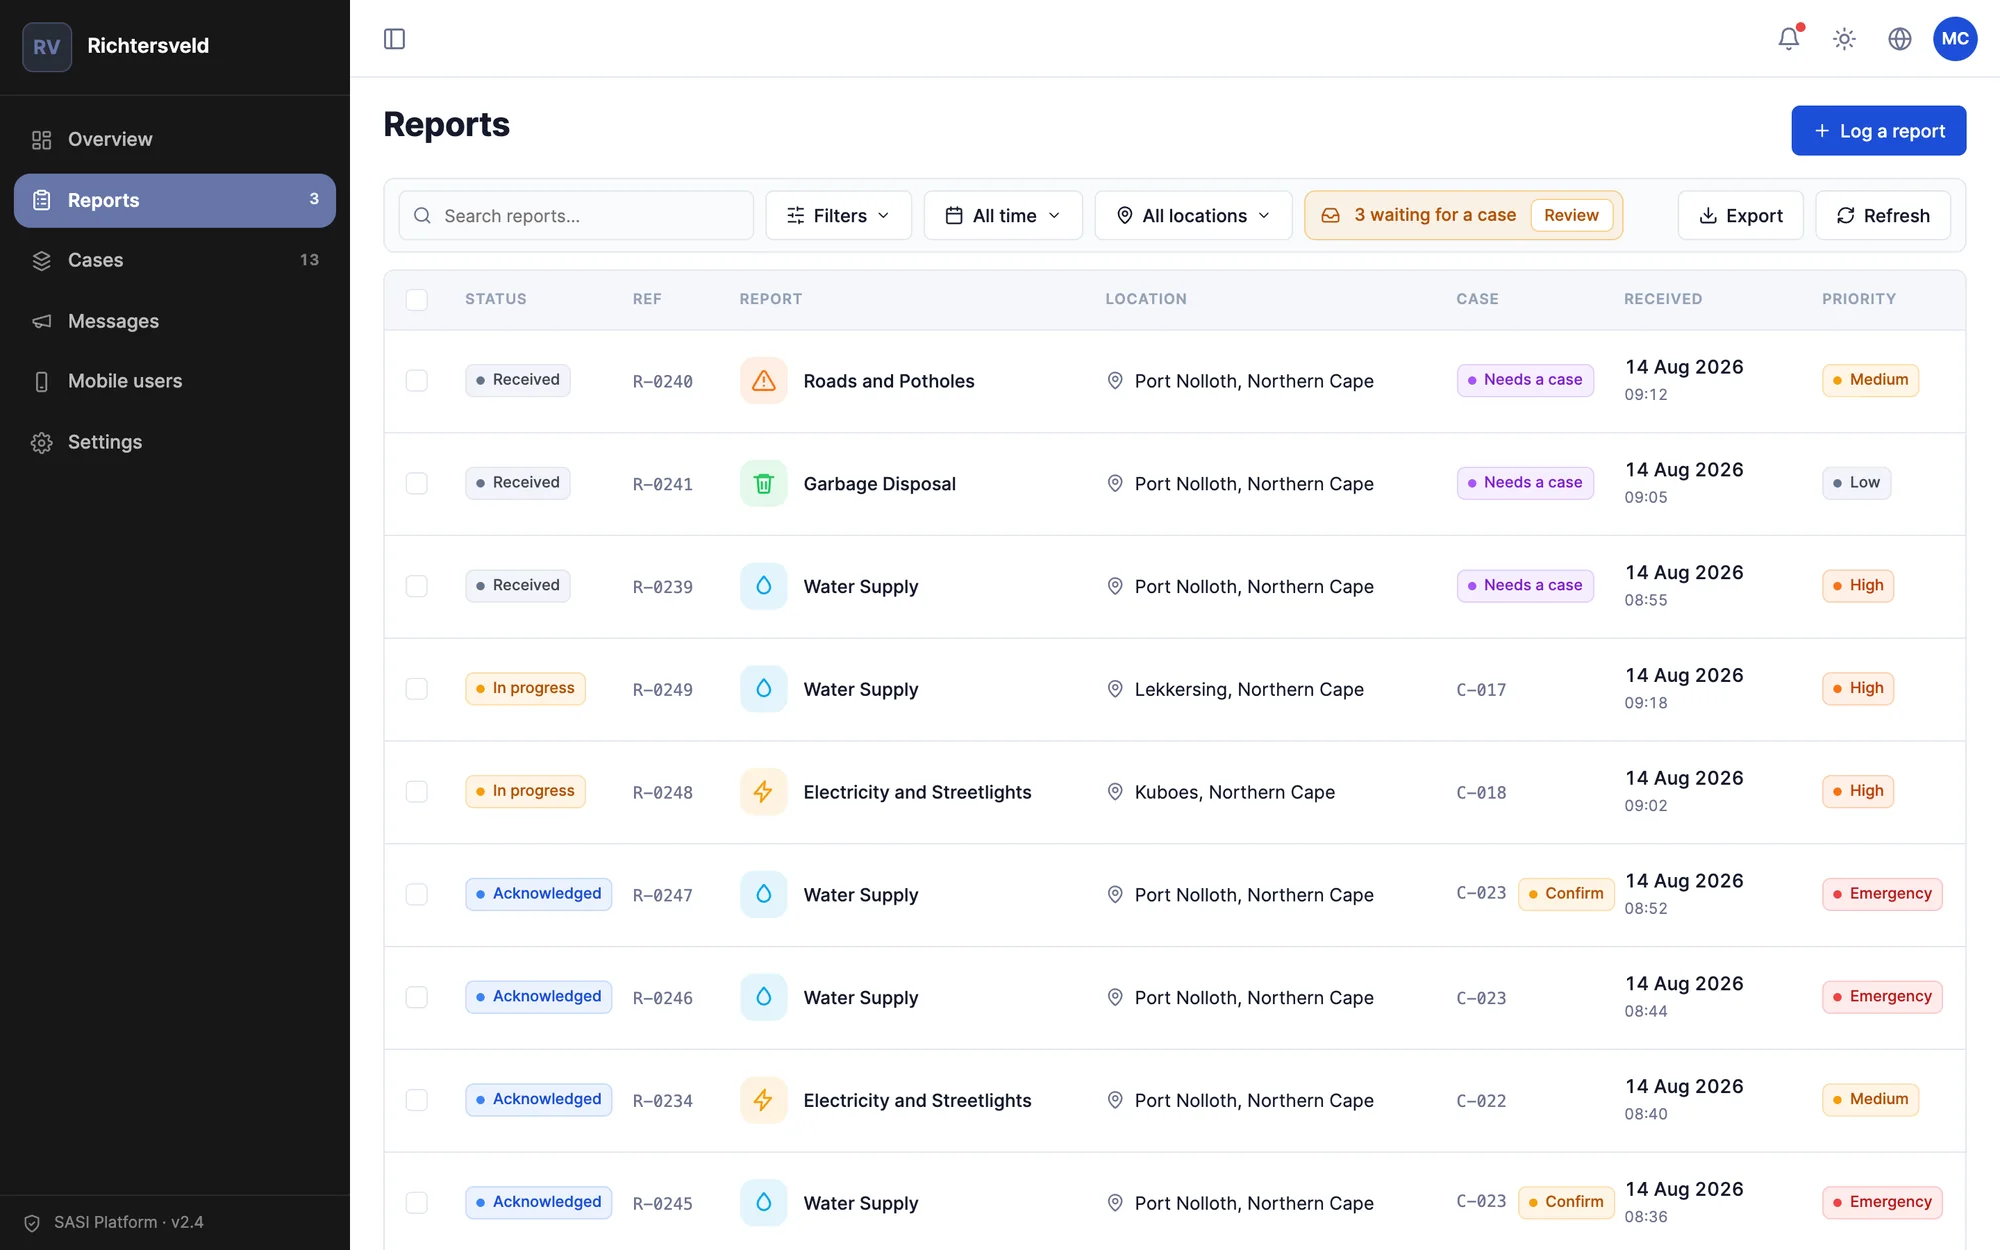 RV Richtersveld
Overview
Reports 3
Cases 13
Messages
Mobile users
Settings
SASI Platform · v2.4
MC
Reports
+ Log a report
Search reports...
Filters
All time
All locations
3 waiting for a case Review
Export
Refresh
STATUS REF REPORT LOCATION CASE RECEIVED PRIORITY
Received R-0240 Roads and Potholes Port Nolloth, Northern Cape Needs a case 14 Aug 2026 09:12 Medium
Received R-0241 Garbage Disposal Port Nolloth, Northern Cape Needs a case 14 Aug 2026 09:05 Low
Received R-0239 Water Supply Port Nolloth, Northern Cape Needs a case 14 Aug 2026 08:55 High
In progress R-0249 Water Supply Lekkersing, Northern Cape C-017 14 Aug 2026 09:18 High
In progress R-0248 Electricity and Streetlights Kuboes, Northern Cape C-018 14 Aug 2026 09:02 High
Acknowledged R-0247 Water Supply Port Nolloth, Northern Cape C-023 Confirm 14 Aug 2026 08:52 Emergency
Acknowledged R-0246 Water Supply Port Nolloth, Northern Cape C-023 14 Aug 2026 08:44 Emergency
Acknowledged R-0234 Electricity and Streetlights Port Nolloth, Northern Cape C-022 14 Aug 2026 08:40 Medium
Acknowledged R-0245 Water Supply Port Nolloth, Northern Cape C-023 Confirm 14 Aug 2026 08:36 Emergency